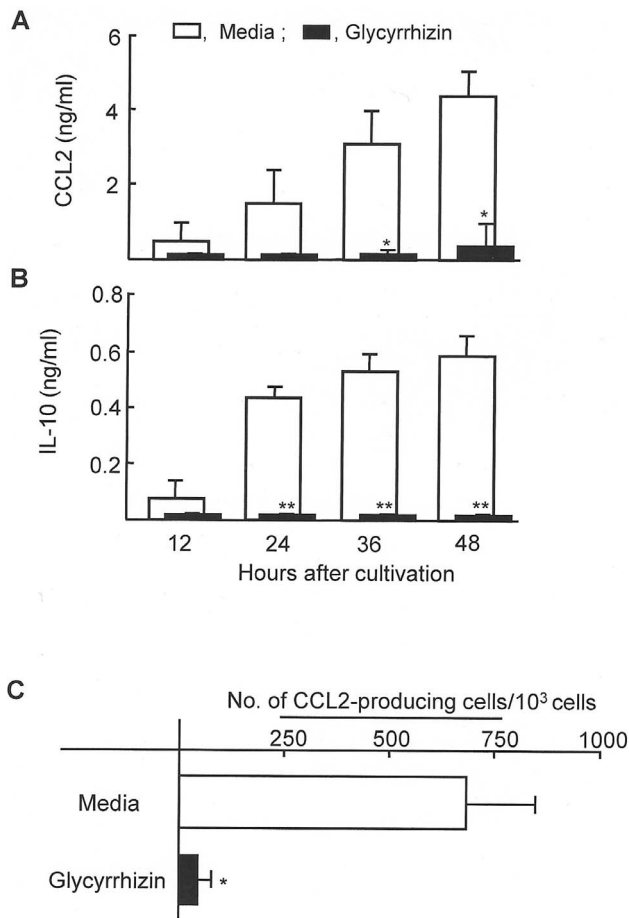 A
, Media ; , Glycyrrhizin
CCL2 (ng/ml)
6
4
2
*
*
B
IL-10 (ng/ml)
0.8
0.6
0.4
0.2
** ** **
12 24 36 48
Hours after cultivation
C
No. of CCL2-producing cells/10³ cells
250 500 750 1000
Media
Glycyrrhizin *